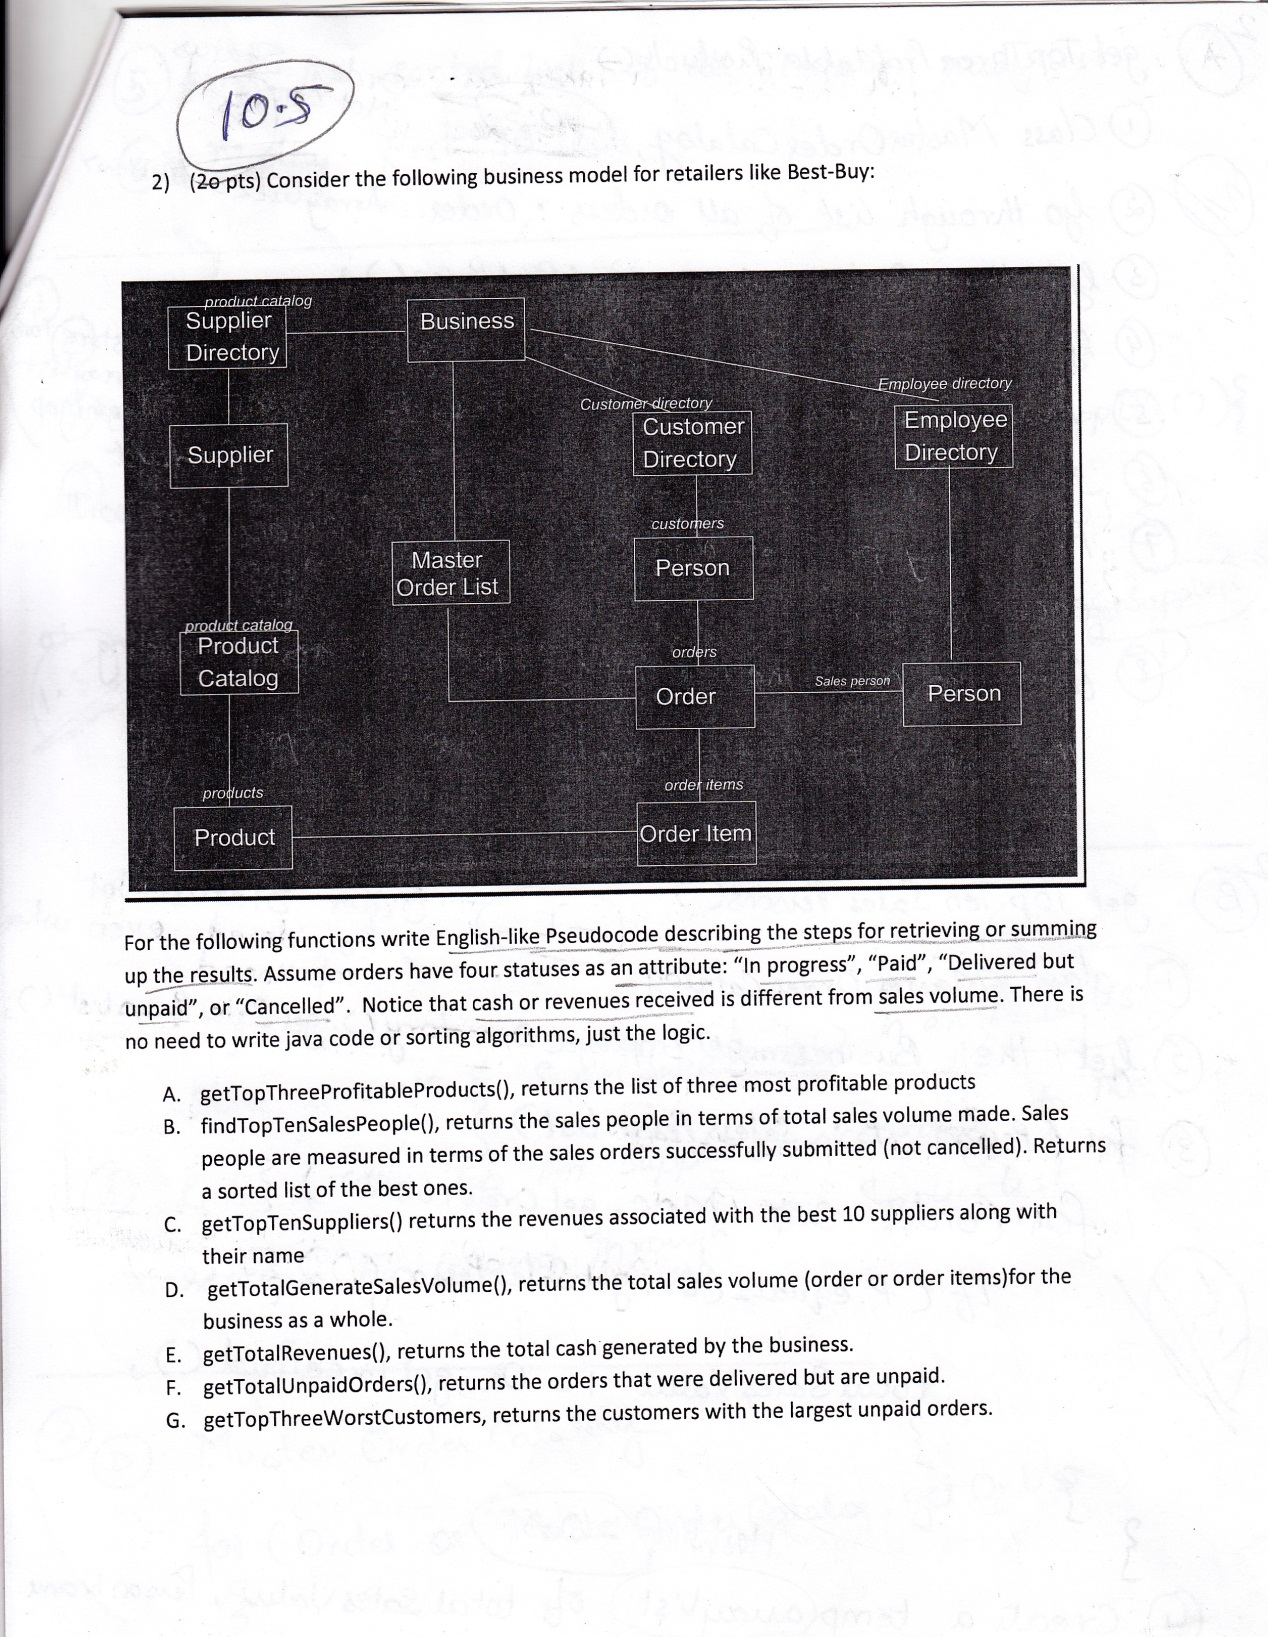 10.5
2) (20 pts) Consider the following business model for retailers like Best-Buy:
product catalog
Supplier
Directory
Business
Employee directory
Customer directory
Customer
Directory
Employee
Directory
Supplier
customers
Master
Order List
Person
product catalog
Product
Catalog
orders
Order
Sales person
Person
products
order items
Product
Order Item
For the following functions write English-like Pseudocode describing the steps for retrieving or summing
up the results. Assume orders have four statuses as an attribute: “In progress”, “Paid”, “Delivered but
unpaid”, or “Cancelled”. Notice that cash or revenues received is different from sales volume. There is
no need to write java code or sorting algorithms, just the logic.
A. getTopThreeProfitableProducts(), returns the list of three most profitable products
B. findTopTenSalesPeople(), returns the sales people in terms of total sales volume made. Sales
people are measured in terms of the sales orders successfully submitted (not cancelled). Returns
a sorted list of the best ones.
C. getTopTenSuppliers() returns the revenues associated with the best 10 suppliers along with
their name
D. getTotalGenerateSalesVolume(), returns the total sales volume (order or order items)for the
business as a whole.
E. getTotalRevenues(), returns the total cash generated by the business.
F. getTotalUnpaidOrders(), returns the orders that were delivered but are unpaid.
G. getTopThreeWorstCustomers, returns the customers with the largest unpaid orders.